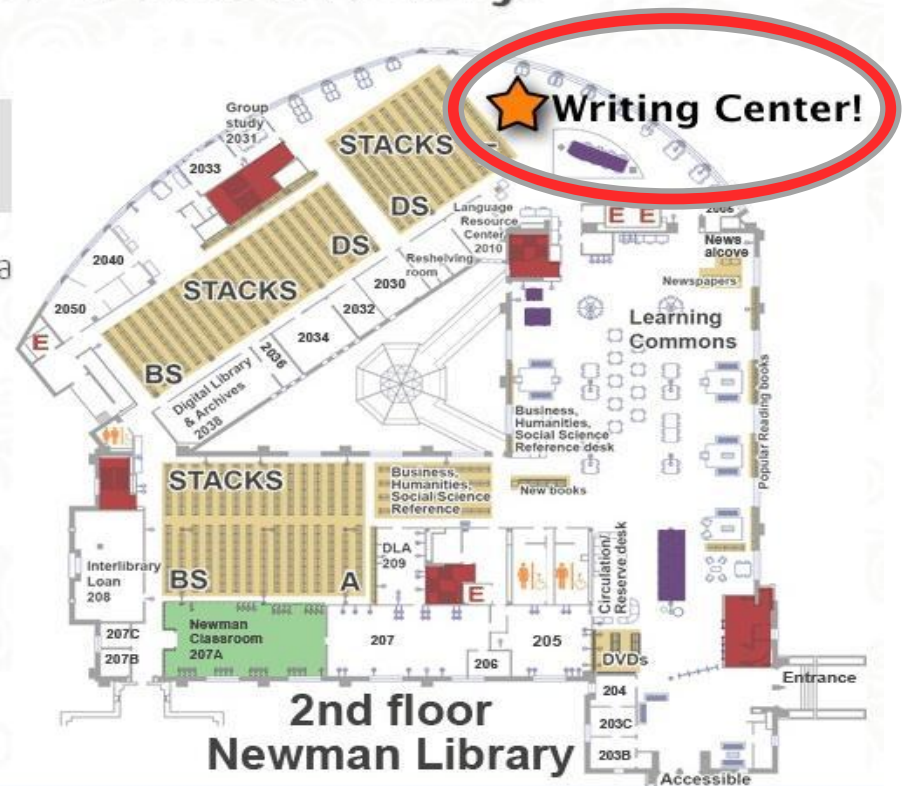 Writing Center!
Group
study
2031
STACKS
2033
DS
Language
Resource
Center
2010
E E
DS
2040
Reshelving
room
News
alcove
Newspapers
STACKS
2030
2050
2032
Learning
Commons
E
2034
2036
BS
Digital Library
& Archives
2038
Popular Reading books
Business,
Humanities,
Social Science
Reference desk
STACKS
Business,
Humanities,
Social Science
Reference
New books
DLA
209
Circulation/
Reserve desk
Interlibrary
Loan
208
BS
A
E
Newman
Classroom
207A
207C
207
205
207B
206
DVDs
Entrance
204
2nd floor
Newman Library
203C
203B
Accessible